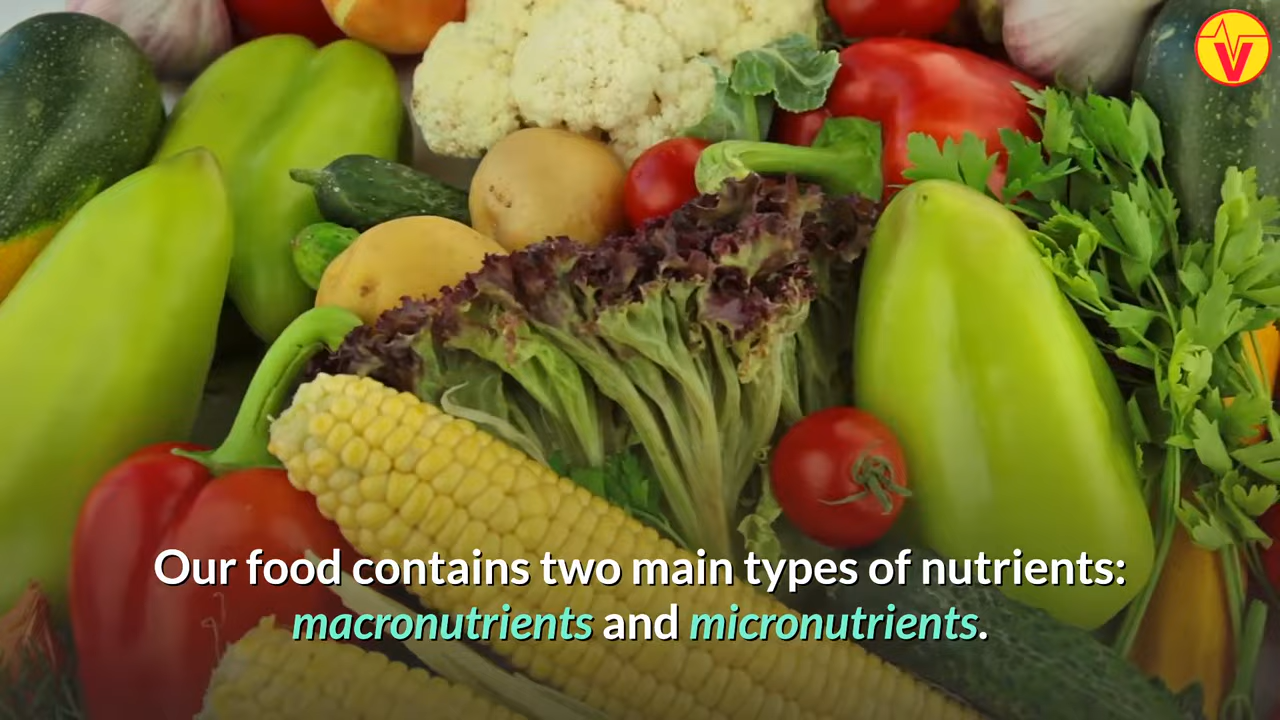 V
Our food contains two main types of nutrients:
macronutrients and micronutrients.